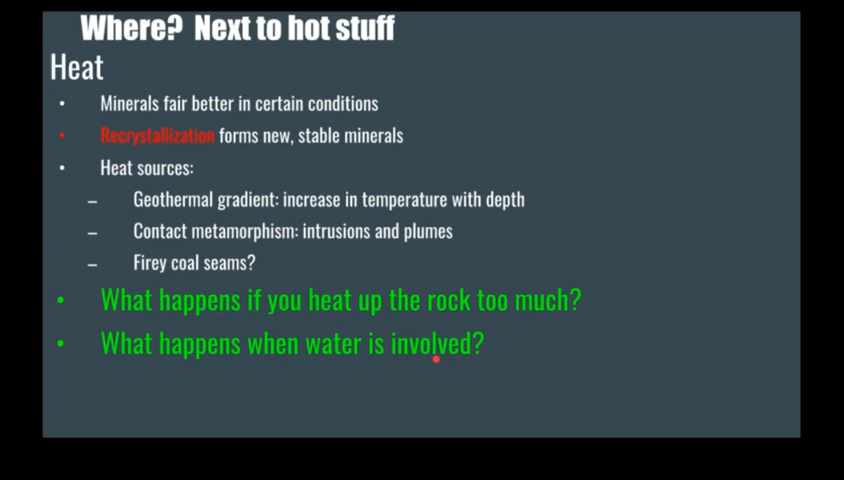 Where? Next to hot stuff
Heat
• Minerals fair better in certain conditions
• Recrystallization forms new, stable minerals
• Heat sources:
– Geothermal gradient: increase in temperature with depth
– Contact metamorphism: intrusions and plumes
– Firey coal seams?
• What happens if you heat up the rock too much?
• What happens when water is involved?